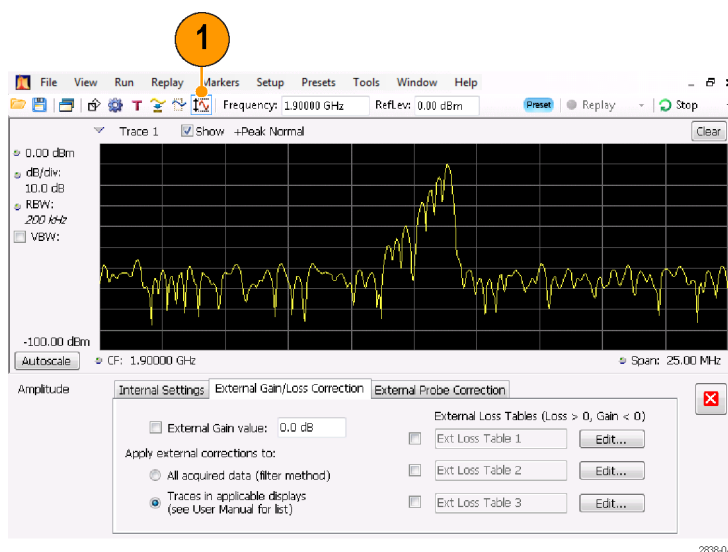 1
File View Run Replay Markers Setup Presets Tools Window Help
Frequency: 1.90000 GHz RefLev: 0.00 dBm Preset Replay Stop
Trace 1 Show +Peak Normal Clear
0.00 dBm
dB/div:
10.0 dB
RBW:
200 kHz
VBW:
-100.00 dBm
Autoscale CF: 1.90000 GHz Span: 25.00 MHz
Amplitude Internal Settings External Gain/Loss Correction External Probe Correction
External Loss Tables (Loss > 0, Gain < 0)
External Gain value: 0.0 dB
Ext Loss Table 1 Edit...
Apply external corrections to:
All acquired data (filter method)
Ext Loss Table 2 Edit...
Traces in applicable displays
(see User Manual for list)
Ext Loss Table 3 Edit...